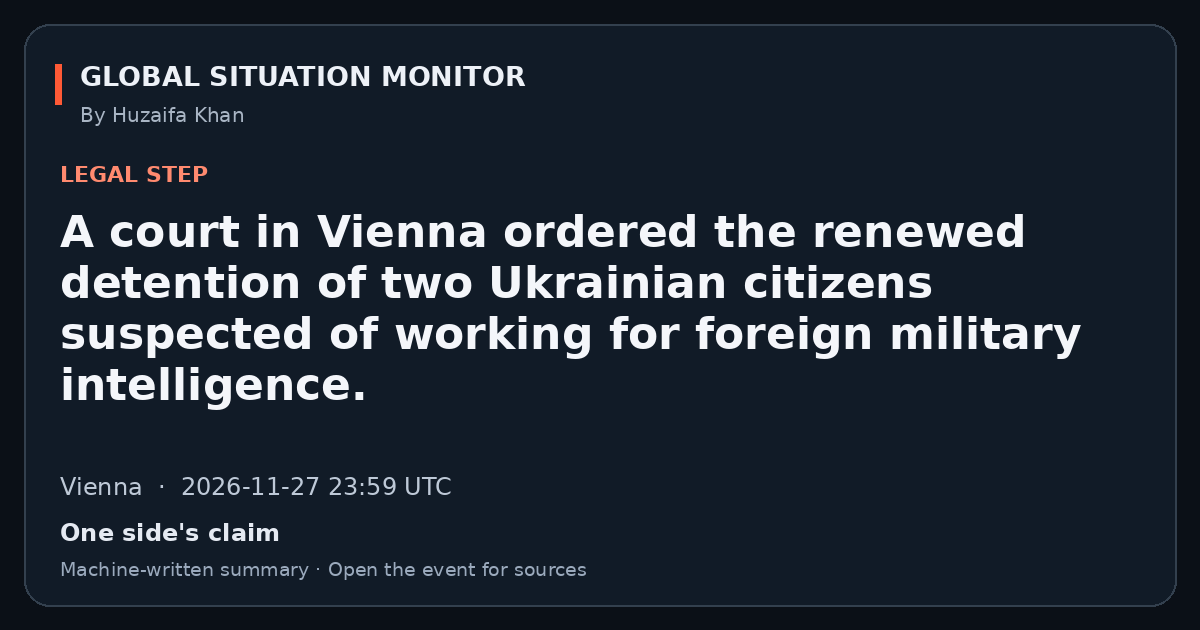 GLOBAL SITUATION MONITOR
By Huzaifa Khan
LEGAL STEP
A court in Vienna ordered the renewed
detention of two Ukrainian citizens
suspected of working for foreign military
intelligence.
Vienna · 2026-11-27 23:59 UTC
One side's claim
Machine-written summary · Open the event for sources